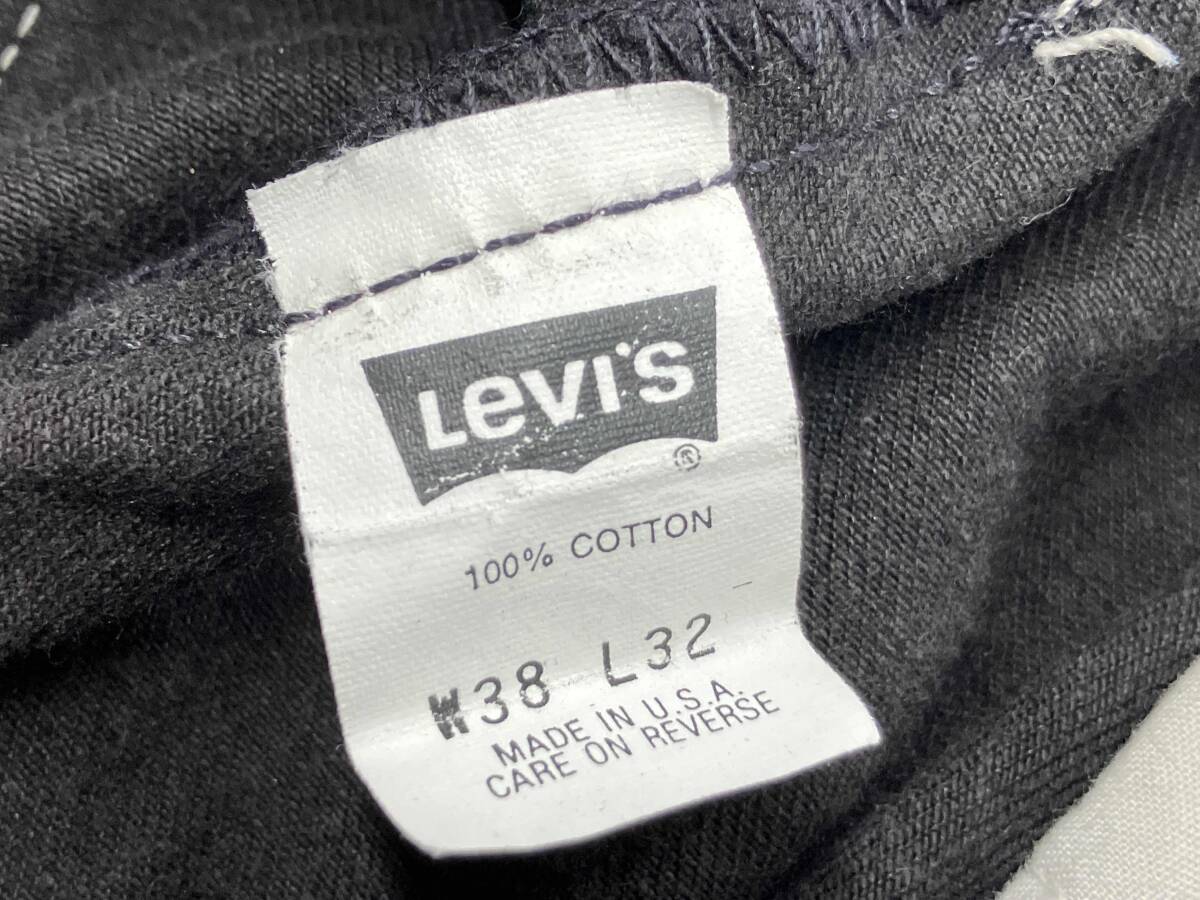 Levi's
®
100% COTTON
W38 L32
MADE IN U.S.A.
CARE ON REVERSE